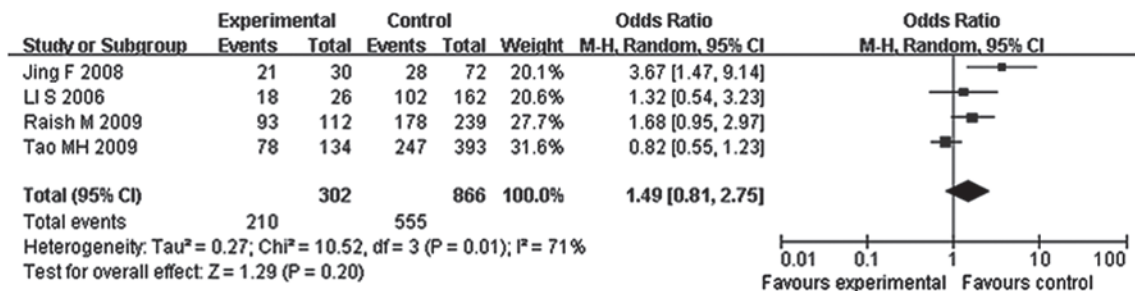 Experimental Control Odds Ratio Odds Ratio
Study or Subgroup Events Total Events Total Weight M-H, Random, 95% CI M-H, Random, 95% CI
Jing F 2008 21 30 28 72 20.1% 3.67 [1.47, 9.14]
LI S 2006 18 26 102 162 20.6% 1.32 [0.54, 3.23]
Raish M 2009 93 112 178 239 27.7% 1.68 [0.95, 2.97]
Tao MH 2009 78 134 247 393 31.6% 0.82 [0.55, 1.23]
Total (95% CI) 302 866 100.0% 1.49 [0.81, 2.75]
Total events 210 555
Heterogeneity: Tau² = 0.27; Chi² = 10.52, df = 3 (P = 0.01); I² = 71%
Test for overall effect: Z = 1.29 (P = 0.20)
0.01 0.1 1 10 100
Favours experimental Favours control